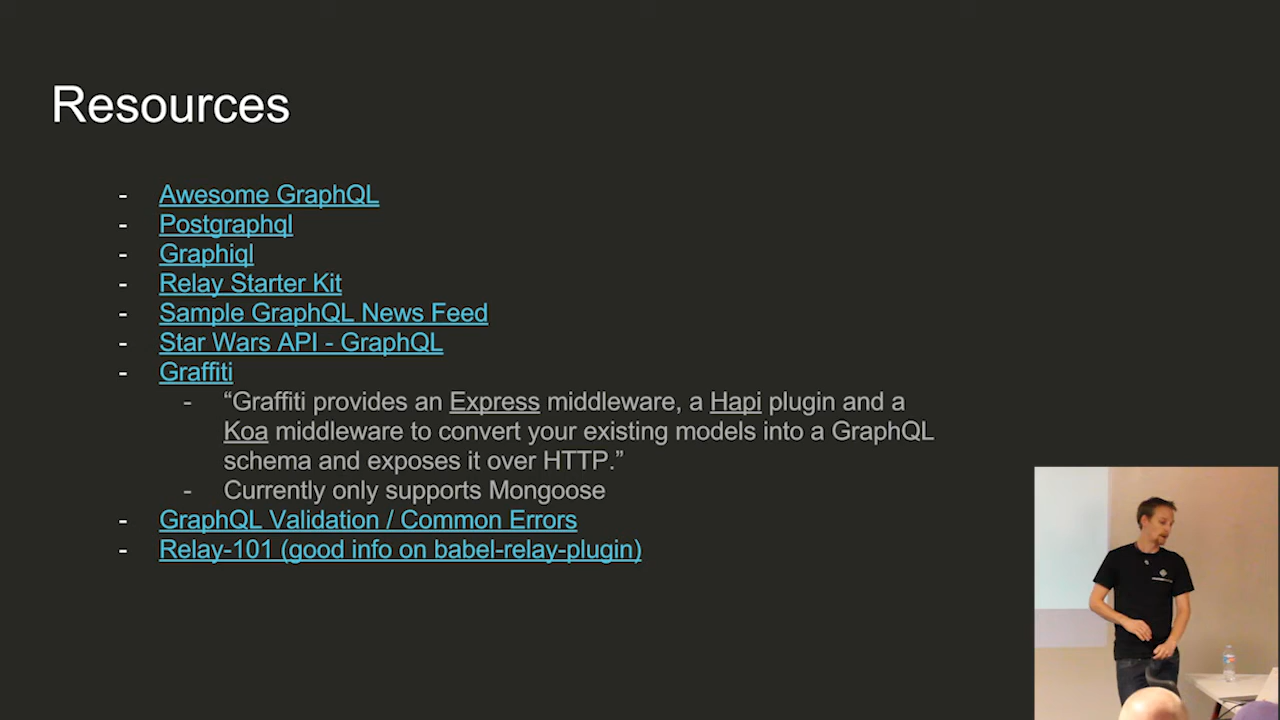 Resources
- Awesome GraphQL
- Postgraphql
- Graphiql
- Relay Starter Kit
- Sample GraphQL News Feed
- Star Wars API - GraphQL
- Graffiti
- “Graffiti provides an Express middleware, a Hapi plugin and a
Koa middleware to convert your existing models into a GraphQL
schema and exposes it over HTTP.”
- Currently only supports Mongoose
- GraphQL Validation / Common Errors
- Relay-101 (good info on babel-relay-plugin)